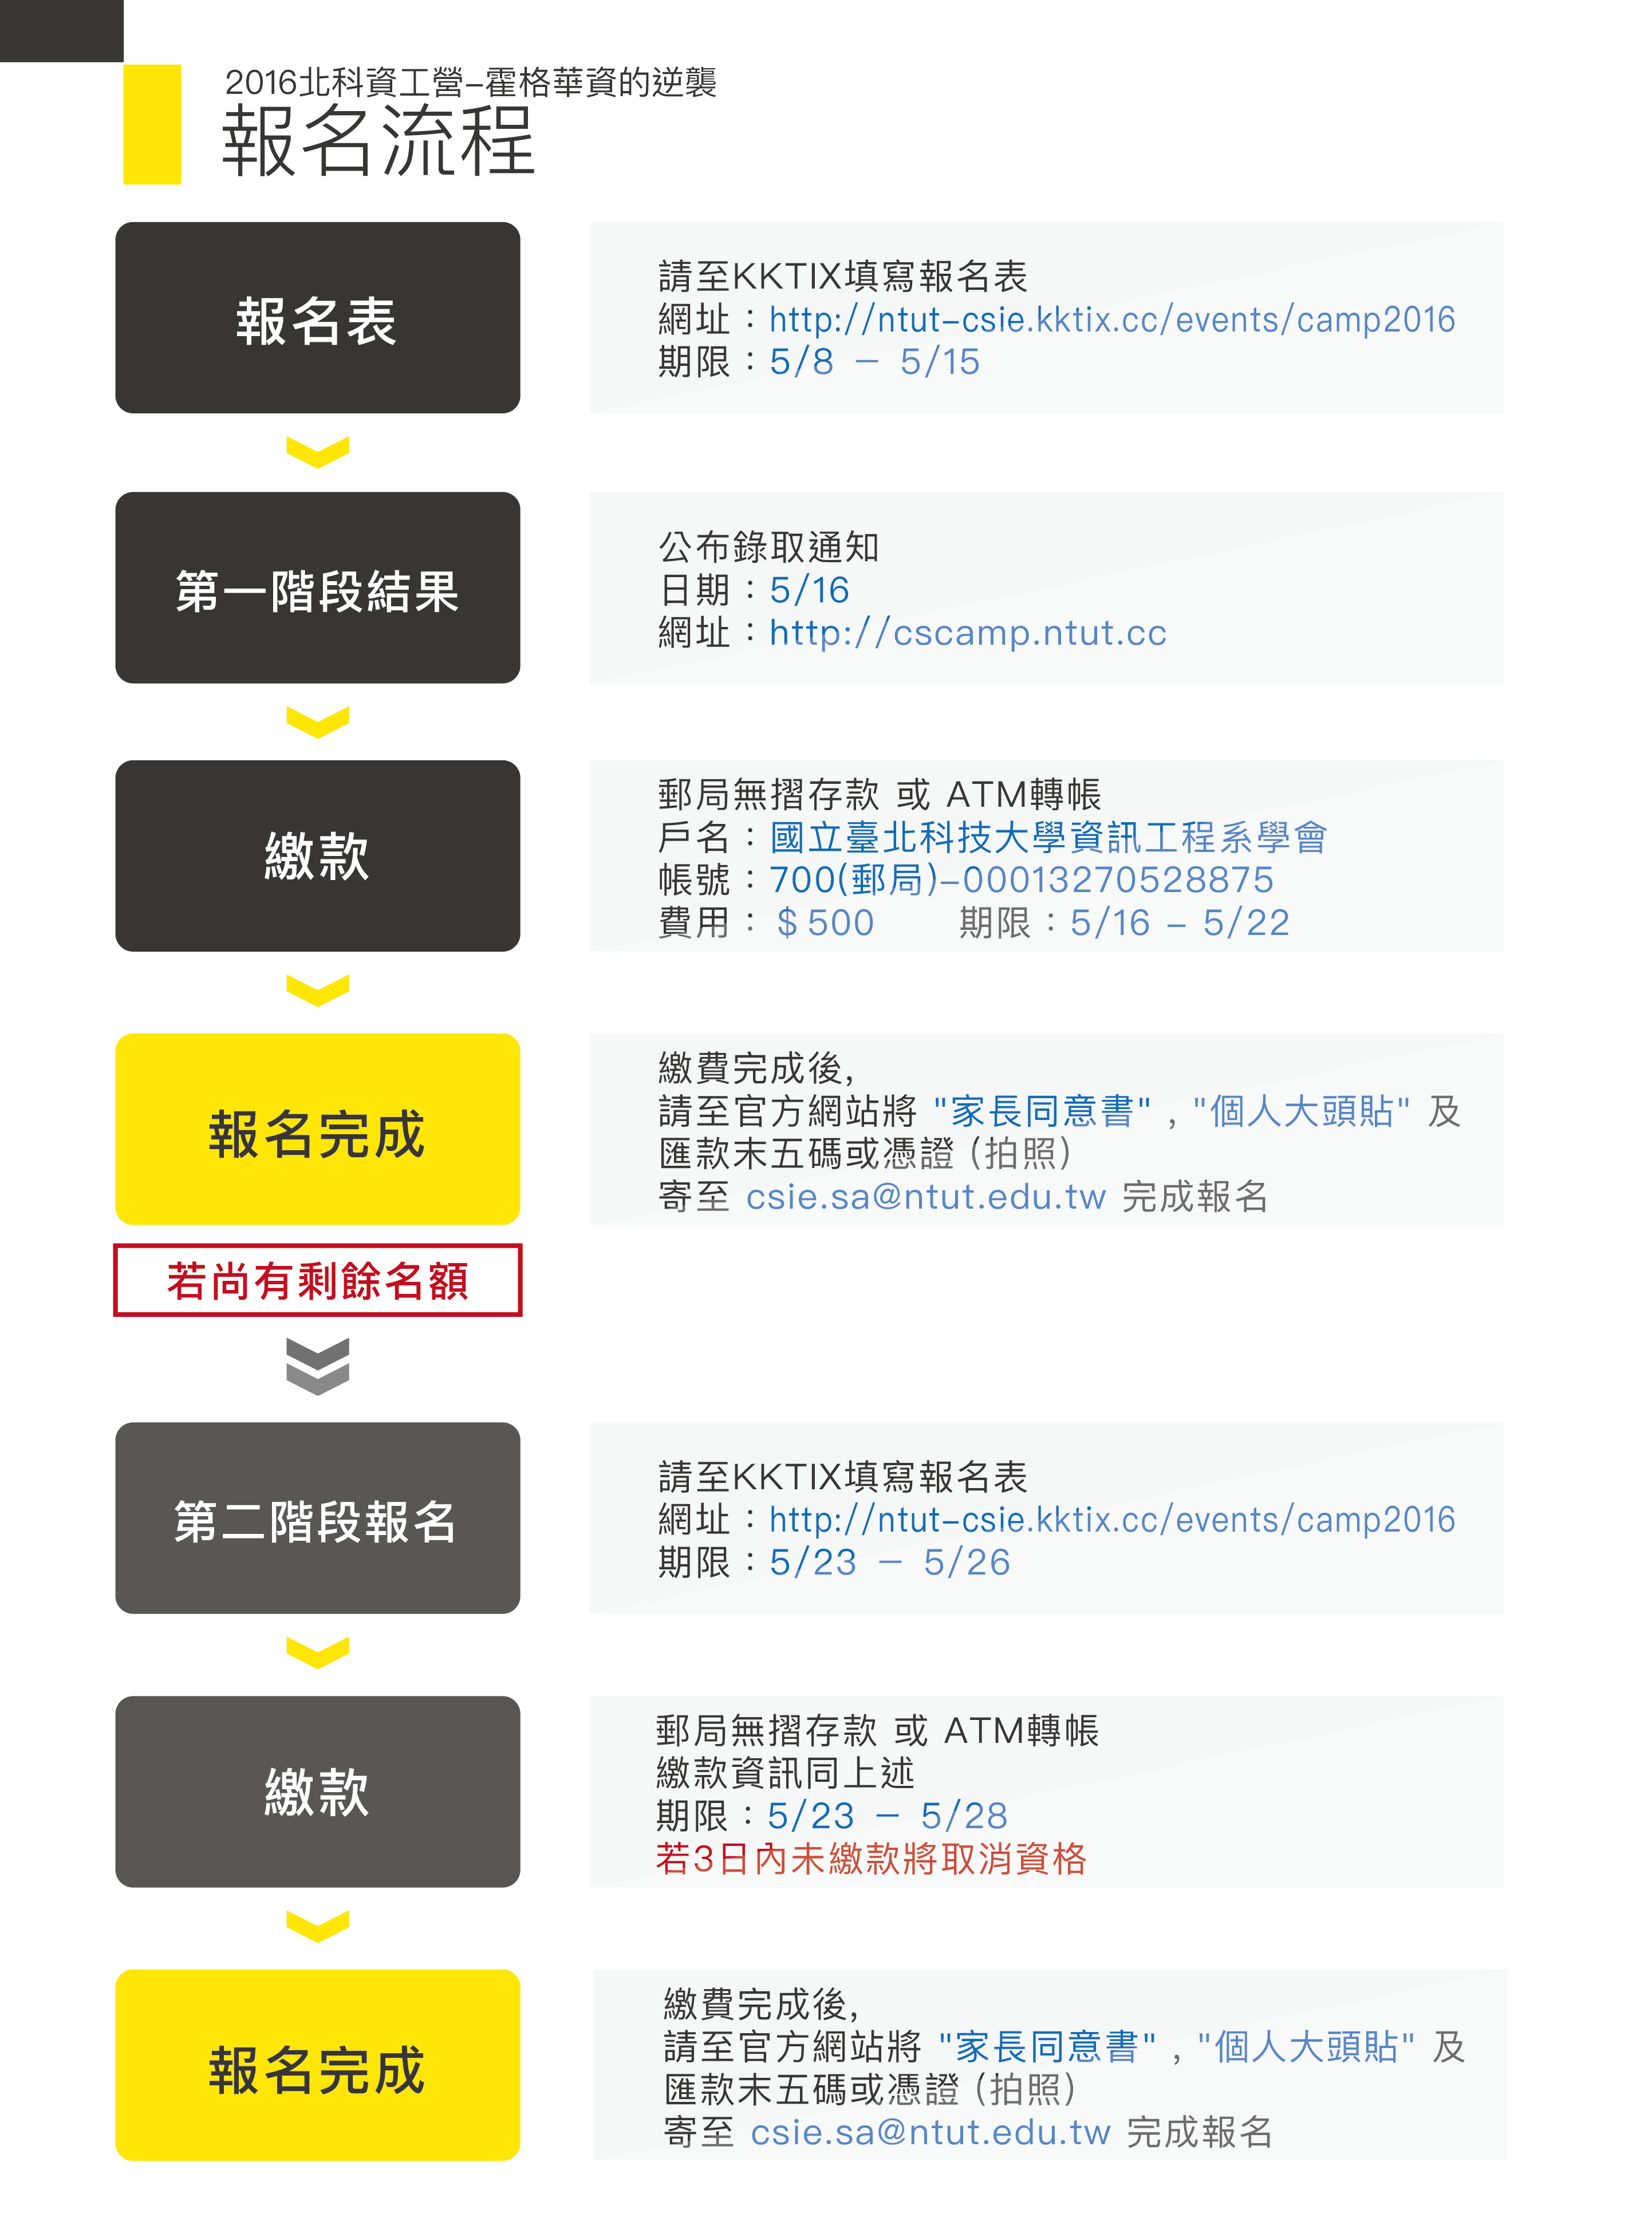 2016北科資工營–霍格華資的逆襲
報名流程
報名表
請至KKTIX填寫報名表
網址：http://ntut-csie.kktix.cc/events/camp2016
期限：5/8 － 5/15
第一階段結果
公布錄取通知
日期：5/16
網址：http://cscamp.ntut.cc
繳款
郵局無摺存款 或 ATM轉帳
戶名：國立臺北科技大學資訊工程系學會
帳號：700(郵局)–00013270528875
費用：＄500 期限：5/16 – 5/22
報名完成
繳費完成後,
請至官方網站將 "家長同意書" , "個人大頭貼" 及
匯款末五碼或憑證 (拍照)
寄至 csie.sa@ntut.edu.tw 完成報名
若尚有剩餘名額
第二階段報名
請至KKTIX填寫報名表
網址：http://ntut-csie.kktix.cc/events/camp2016
期限：5/23 － 5/26
繳款
郵局無摺存款 或 ATM轉帳
繳款資訊同上述
期限：5/23 － 5/28
若3日內未繳款將取消資格
報名完成
繳費完成後,
請至官方網站將 "家長同意書" , "個人大頭貼" 及
匯款末五碼或憑證 (拍照)
寄至 csie.sa@ntut.edu.tw 完成報名